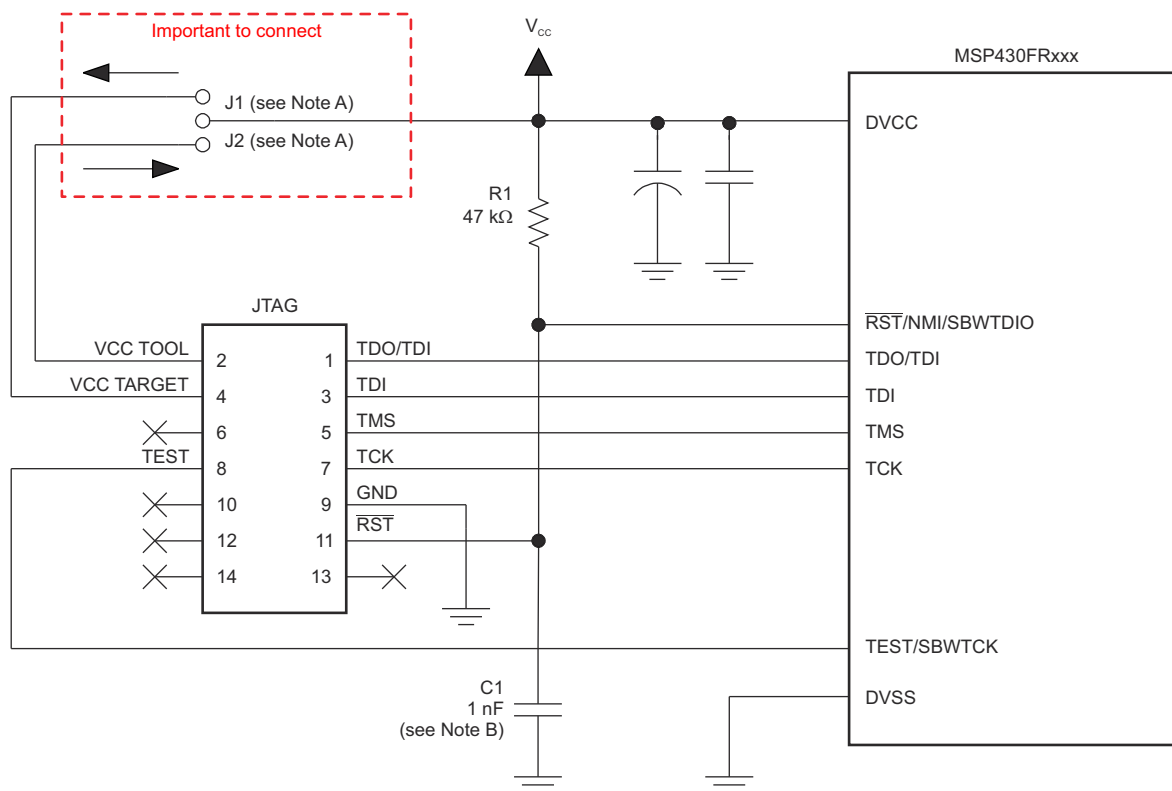 Important to connect
J1 (see Note A)
J2 (see Note A)
VCC
MSP430FRxxx
DVCC
R1
47 kΩ
JTAG
RST/NMI/SBWTDIO
VCC TOOL
2
1
TDO/TDI
TDO/TDI
VCC TARGET
4
3
TDI
TDI
6
5
TMS
TMS
TEST
8
7
TCK
TCK
10
9
GND
12
11
RST
14
13
TEST/SBWTCK
C1
1 nF
(see Note B)
DVSS